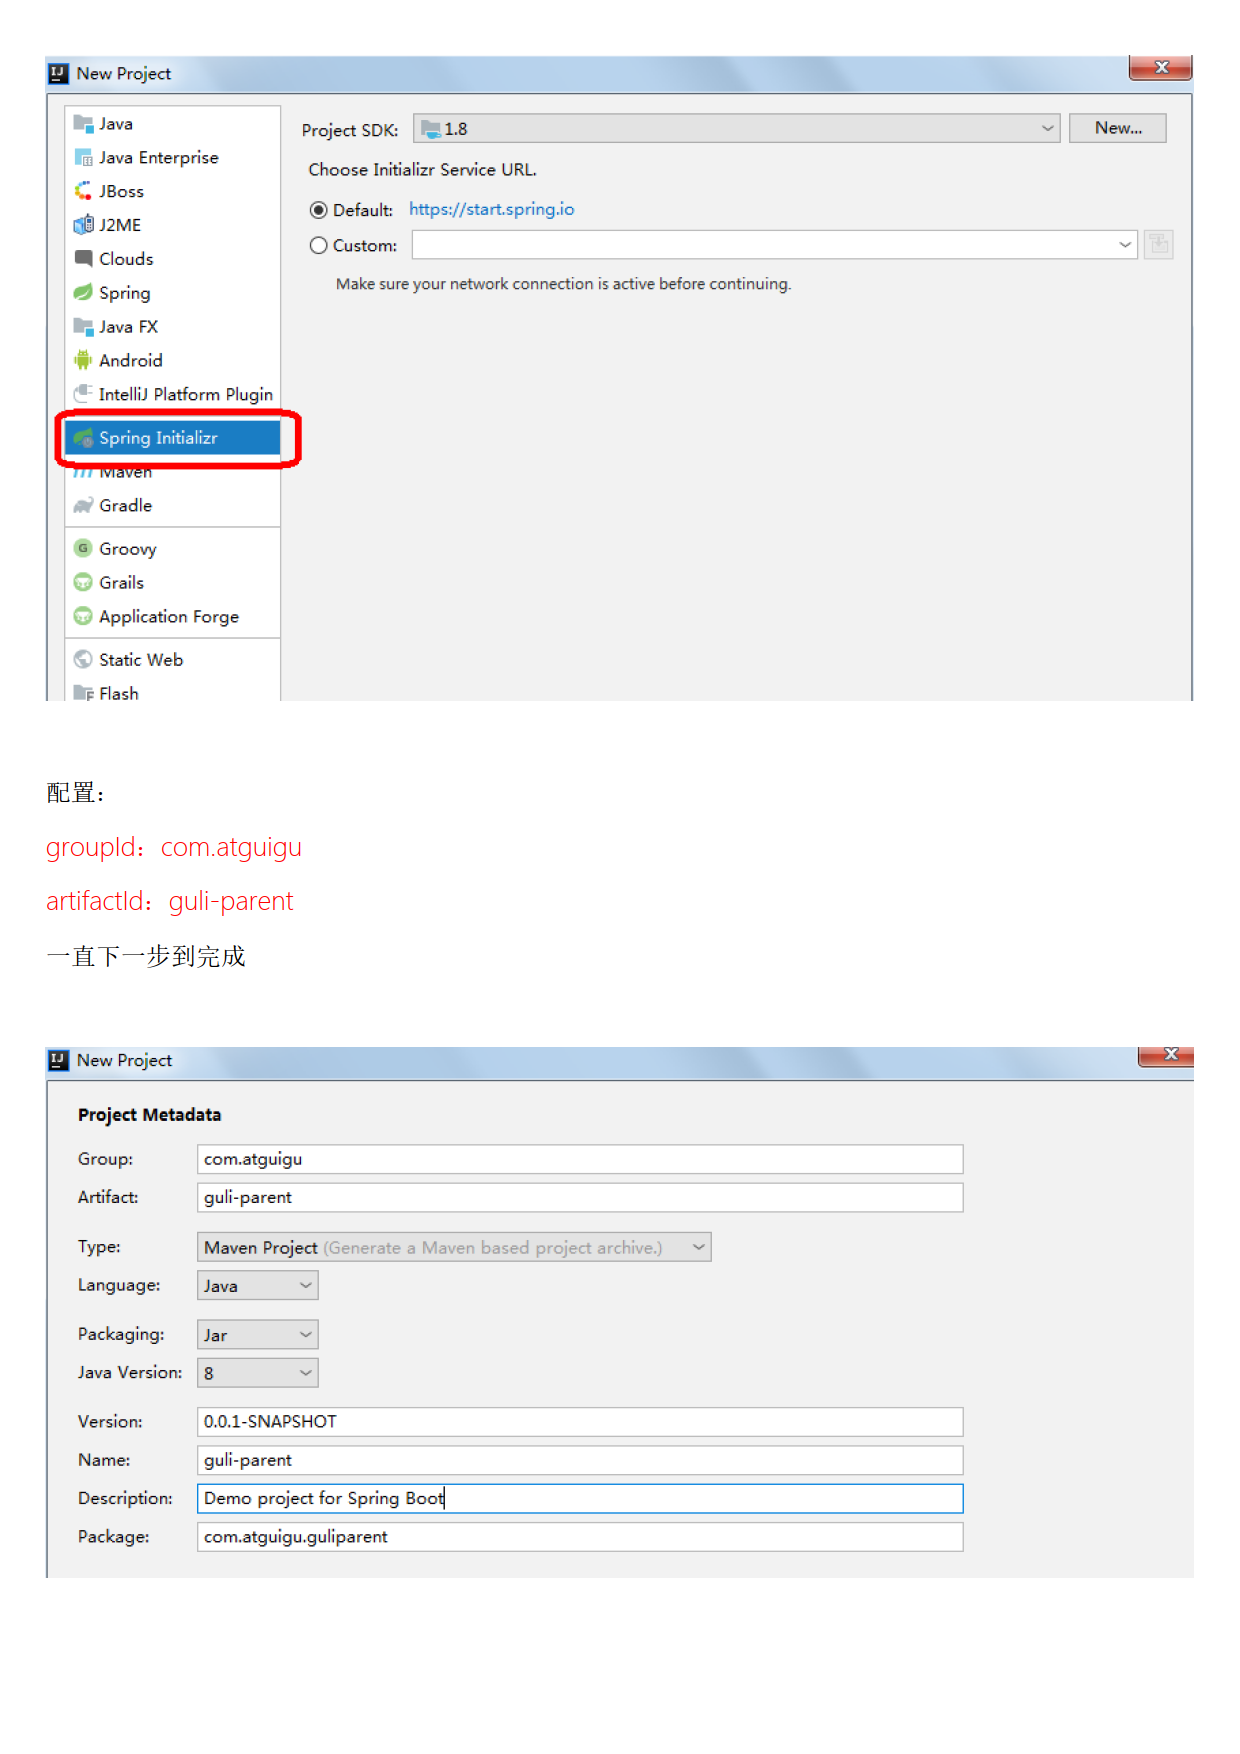 New Project
Java
Java Enterprise
JBoss
J2ME
Clouds
Spring
Java FX
Android
IntelliJ Platform Plugin
Spring Initializr
Maven
Gradle
Groovy
Grails
Application Forge
Static Web
Flash
Project SDK: 1.8 New...
Choose Initializr Service URL.
Default: https://start.spring.io
Custom:
Make sure your network connection is active before continuing.
配置：
groupId：com.atguigu
artifactId：guli-parent
一直下一步到完成
New Project
Project Metadata
Group: com.atguigu
Artifact: guli-parent
Type: Maven Project (Generate a Maven based project archive.)
Language: Java
Packaging: Jar
Java Version: 8
Version: 0.0.1-SNAPSHOT
Name: guli-parent
Description: Demo project for Spring Boot
Package: com.atguigu.guliparent